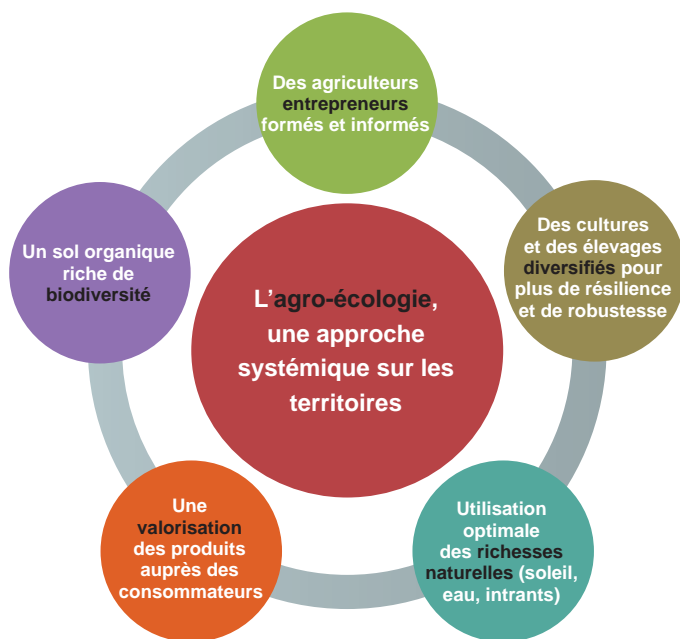 Des agriculteurs
entrepreneurs
formés et informés
Des cultures
et des élevages
diversifiés pour
plus de résilience
et de robustesse
Utilisation
optimale
des richesses
naturelles (soleil,
eau, intrants)
Une
valorisation
des produits
auprès des
consommateurs
Un sol organique
riche de
biodiversité
L'agro-écologie,
une approche
systémique sur les
territoires